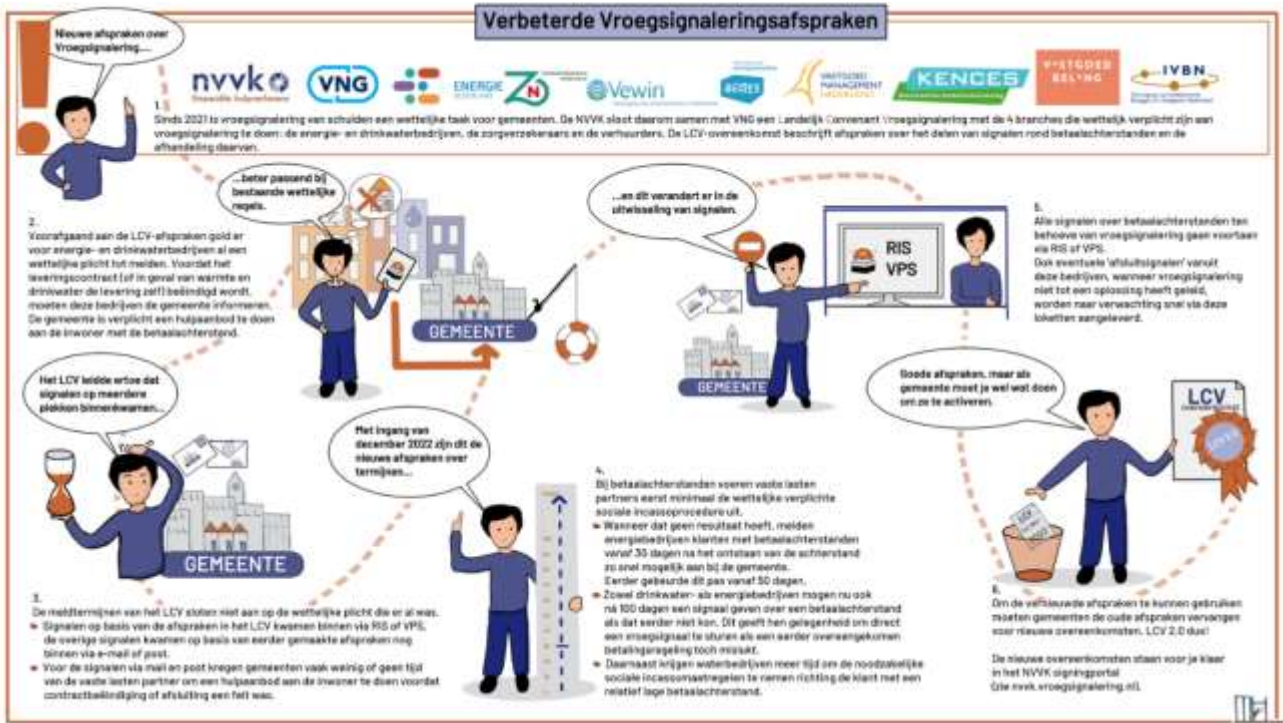 Verbeterde Vroegsignaleringsafspraken
Nieuwe afspraken over
Vroegsignalering....
nvvk
VNG
ENERGIE
ZN
Vewin
AEDES
VASTGOED
MANAGEMENT
NEDERLAND
KENCES
VASTGOED
BELANG
IVBN
1.
Sinds 2021 is vroegsignalering van schulden een wettelijke taak voor gemeenten. De NVVK sloot daarom samen met VNG een Landelijk Convenant Vroegsignalering met de 4 branches die wettelijk verplicht zijn aan
vroegsignalering te doen: de energie- en drinkwaterbedrijven, de zorgverzekeraars en de verhuurders. De LCV-overeenkomst beschrijft afspraken over het delen van signalen rond betaalachterstanden en de
afhandeling daarvan.
...beter passend bij
bestaande wettelijke
regels.
2.
Voorafgaand aan de LCV-afspraken gold er
voor energie- en drinkwaterbedrijven al een
wettelijke plicht tot melden. Voordat het
leveringscontract (of in geval van warmte en
drinkwater de levering zelf) beëindigd wordt,
moeten deze bedrijven de gemeente informeren.
De gemeente is verplicht een hulpaanbod te doen
aan de inwoner met de betaalachterstand.
GEMEENTE
Het LCV leidde ertoe dat
signalen op meerdere
plekken binnenkwamen...
GEMEENTE
3.
De meldtermijnen van het LCV sloten niet aan op de wettelijke plicht die er al was.
Signalen op basis van de afspraken in het LCV kwamen binnen via RIS of VPS,
de overige signalen kwamen op basis van eerder gemaakte afspraken nog
binnen via e-mail of post.
Voor de signalen via mail en post kregen gemeenten vaak weinig of geen tijd
van de vaste lasten partner om een hulpaanbod aan de inwoner te doen voordat
contractbeëindiging of afsluiting een feit was.
Met ingang van
december 2022 zijn dit de
nieuwe afspraken over
termijnen...
4.
Bij betaalachterstanden voeren vaste lasten
partners eerst minimaal de wettelijke verplichte
sociale incassoprocedure uit.
Wanneer dat geen resultaat heeft, melden
energiebedrijven klanten met betaalachterstanden
vanaf 30 dagen na het ontstaan van de achterstand
zo snel mogelijk aan bij de gemeente.
Eerder gebeurde dit pas vanaf 50 dagen.
Zowel drinkwater- als energiebedrijven mogen nu ook
ná 100 dagen een signaal geven over een betaalachterstand
als dat eerder niet kon. Dit geeft hen gelegenheid om direct
een vroegsignaal te sturen als een eerder overeengekomen
betalingsregeling toch mislukt.
Daarnaast krijgen waterbedrijven meer tijd om de noodzakelijke
sociale incassomaatregelen te nemen richting de klant met een
relatief lage betaalachterstand.
...en dit verandert er in de
uitwisseling van signalen.
RIS
VPS
GEMEENTE
5.
Alle signalen over betaalachterstanden ten
behoeve van vroegsignalering gaan voortaan
via RIS of VPS.
Ook eventuele 'afsluitsignalen' vanuit
deze bedrijven, wanneer vroegsignalering
niet tot een oplossing heeft geleid,
worden naar verwachting snel via deze
loketten aangeleverd.
Goede afspraken, maar als
gemeente moet je wel wat doen
om ze te activeren.
LCV
LCV
6.
Om de vernieuwde afspraken te kunnen gebruiken
moeten gemeenten de oude afspraken vervangen
voor nieuwe overeenkomsten. LCV 2.0 dus!
De nieuwe overeenkomsten staan voor je klaar
in het NVVK signingportal
(zie nvvk.vroegsignalering.nl).